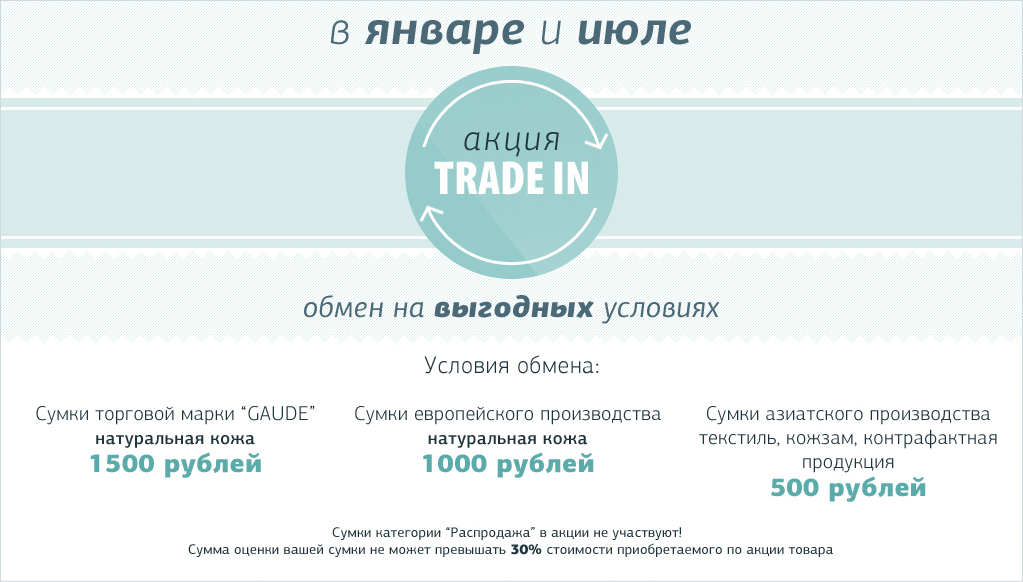 в январе и июле
акция
TRADE IN
обмен на выгодных условиях
Условия обмена:
Сумки торговой марки “GAUDE”
натуральная кожа
1500 рублей
Сумки европейского производства
натуральная кожа
1000 рублей
Сумки азиатского производства
текстиль, кожзам, контрафактная
продукция
500 рублей
Сумки категории “Распродажа” в акции не участвуют!
Сумма оценки вашей сумки не может превышать 30% стоимости приобретаемого по акции товара